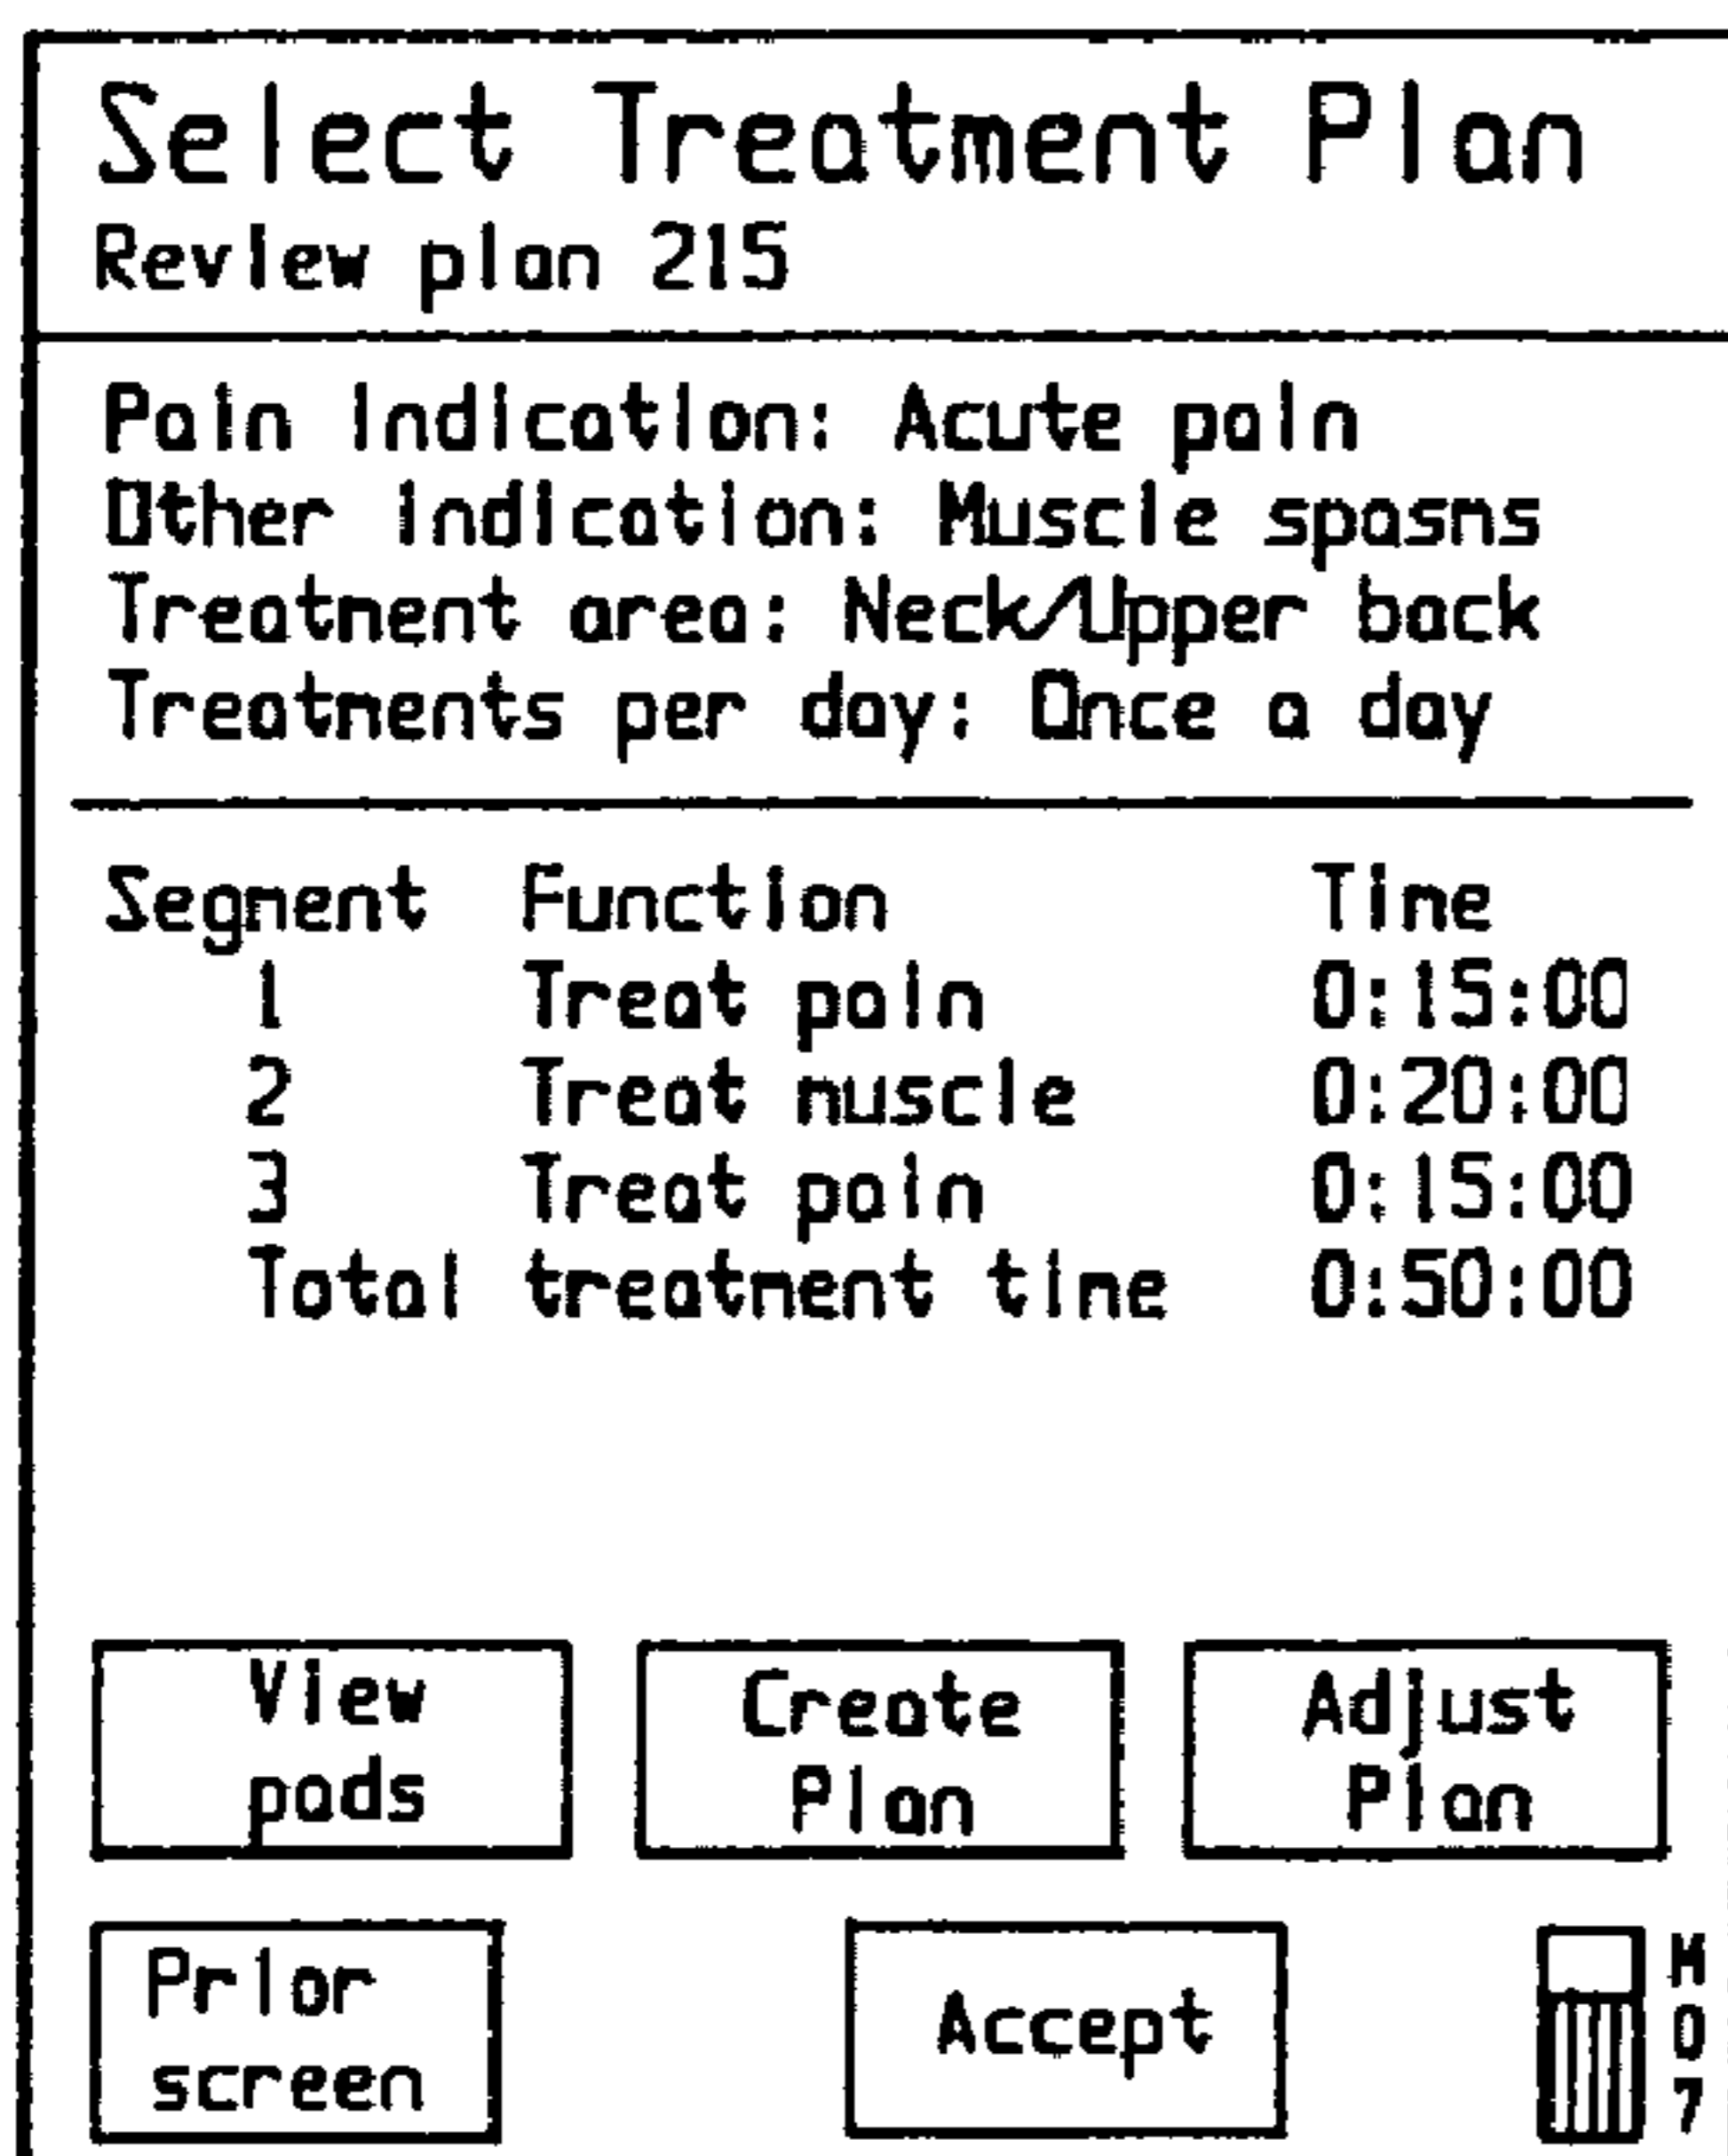 Select Treatment Plan
Review plan 215
Pain indication: Acute pain
Other indication: Muscle spasms
Treatment area: Neck/Upper back
Treatments per day: Once a day
Segment Function Time
1 Treat pain 0:15:00
2 Treat muscle 0:20:00
3 Treat pain 0:15:00
Total treatment time 0:50:00
View pads
Create Plan
Adjust Plan
Prior screen
Accept
M07